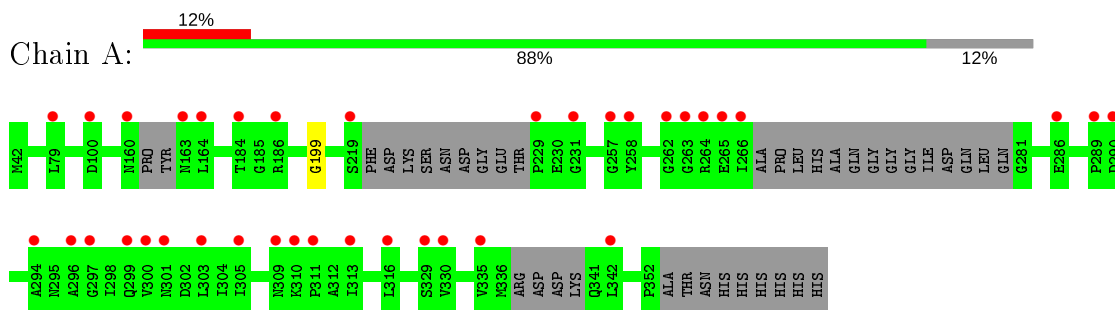 12%
Chain A:
88%
12%
M42
L79
D100
N160
PRO
TYR
N163
L164
T184
G185
R186
G199
S219
PHE
ASP
LYS
SER
ASN
ASP
GLY
GLU
THR
P229
E230
G231
G257
Y258
G262
G263
R264
E265
I266
ALA
PRO
LEU
HIS
ALA
GLN
GLY
GLY
GLY
ILE
ASP
GLN
LEU
GLN
G281
E286
P289
A294
N295
A296
G297
I298
Q299
V300
N301
D302
L303
I304
I305
N309
K310
P311
A312
I313
L316
S329
V330
V335
M336
ARG
ASP
ASP
LYS
Q341
L342
P352
ALA
THR
ASN
HIS
HIS
HIS
HIS
HIS
HIS